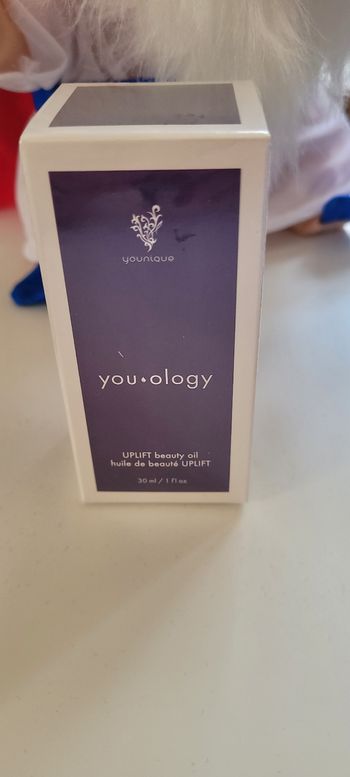 younique
you•ology
UPLIFT beauty oil
huile de beauté UPLIFT
30 ml / 1 fl oz